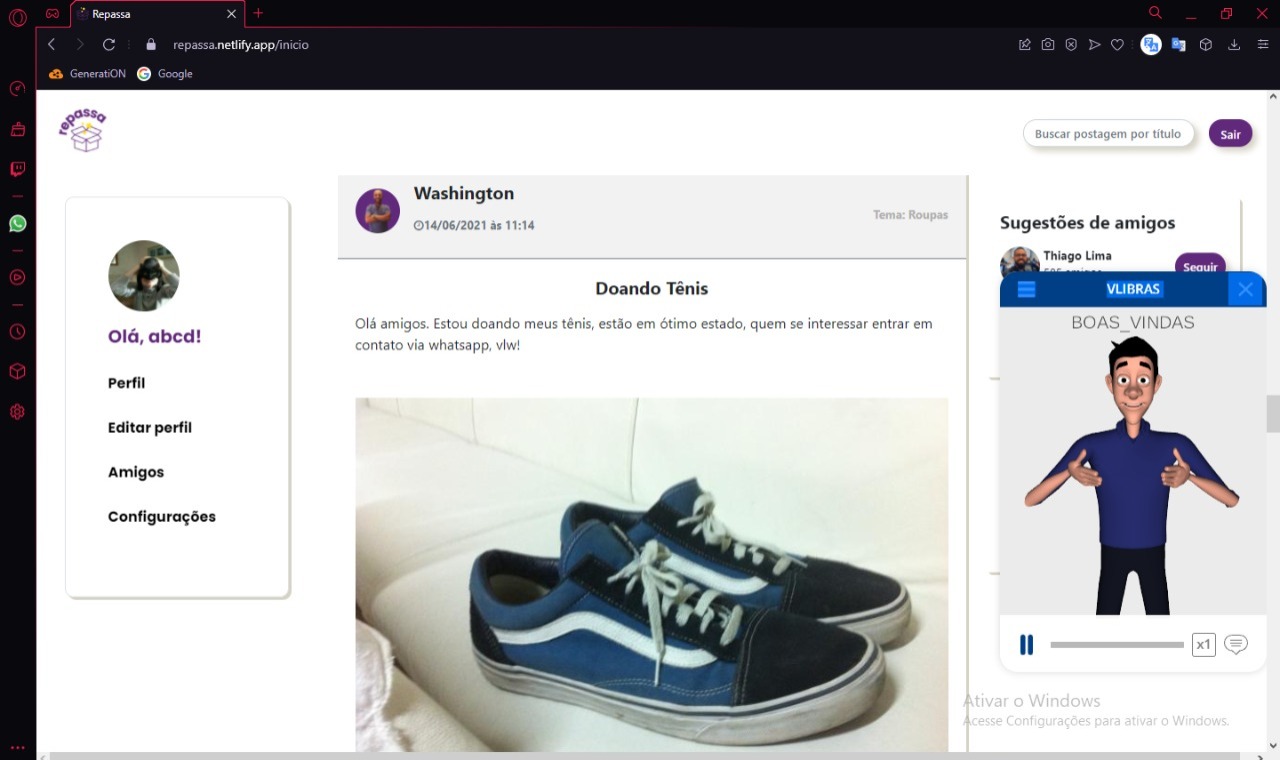 Repassa
repassa.netlify.app/inicio
GeneratiON
Google
repassa
Buscar postagem por título
Sair
Olá, abcd!
Perfil
Editar perfil
Amigos
Configurações
Washington
14/06/2021 às 11:14
Tema: Roupas
Doando Tênis
Olá amigos. Estou doando meus tênis, estão em ótimo estado, quem se interessar entrar em
contato via whatsapp, vlw!
Sugestões de amigos
Thiago Lima
Seguir
VLIBRAS
BOAS_VINDAS
x1
Ativar o Windows
Acesse Configurações para ativar o Windows.